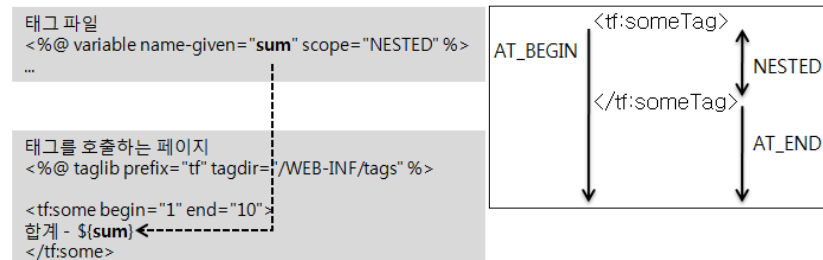 태그 파일
<%@ variable name-given="sum" scope="NESTED" %>
...
태그를 호출하는 페이지
<%@ taglib prefix="tf" tagdir="/WEB-INF/tags" %>
<tf:some begin="1" end="10">
합계 - ${sum}
</tf:some>
<tf:someTag>
AT_BEGIN
NESTED
</tf:someTag>
AT_END